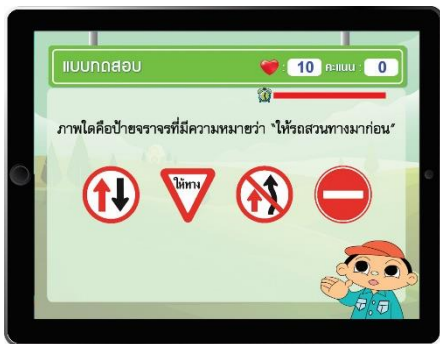 แบบทดสอบ
: 10 คะแนน : 0
ภาพใดคือป้ายจราจรที่มีความหมายว่า "ให้รถสวนทางมาก่อน"
ให้ทาง